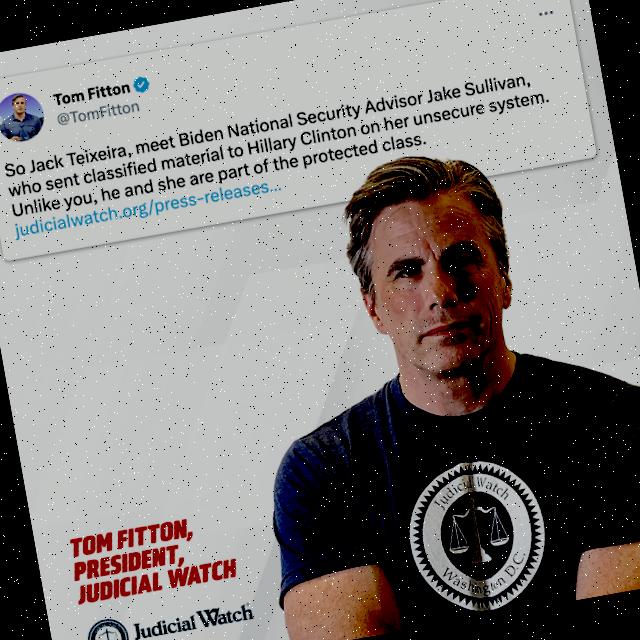 Tom Fitton
@TomFitton
So Jack Teixeira, meet Biden National Security Advisor Jake Sullivan,
who sent classified material to Hillary Clinton on her unsecure system.
Unlike you, he and she are part of the protected class.
judicialwatch.org/press-releases...
Judicial Watch
Washington D.C.
TOM FITTON,
PRESIDENT,
JUDICIAL WATCH
Judicial Watch